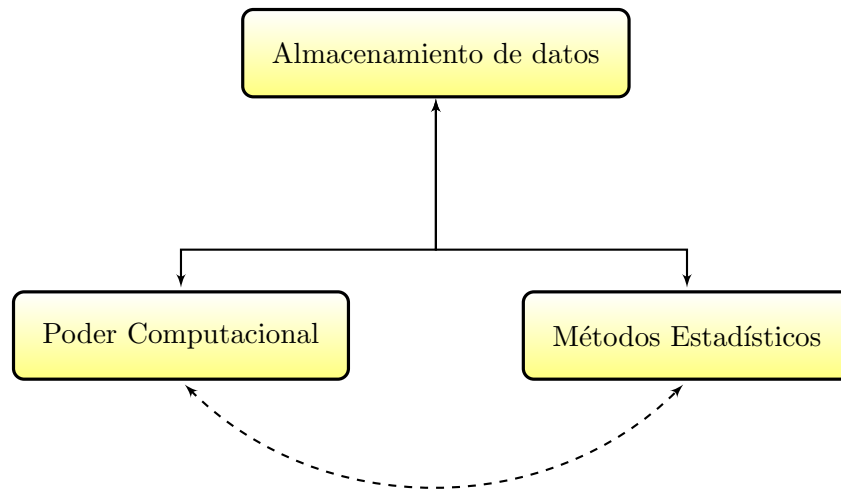 Almacenamiento de datos
Poder Computacional
Métodos Estadísticos